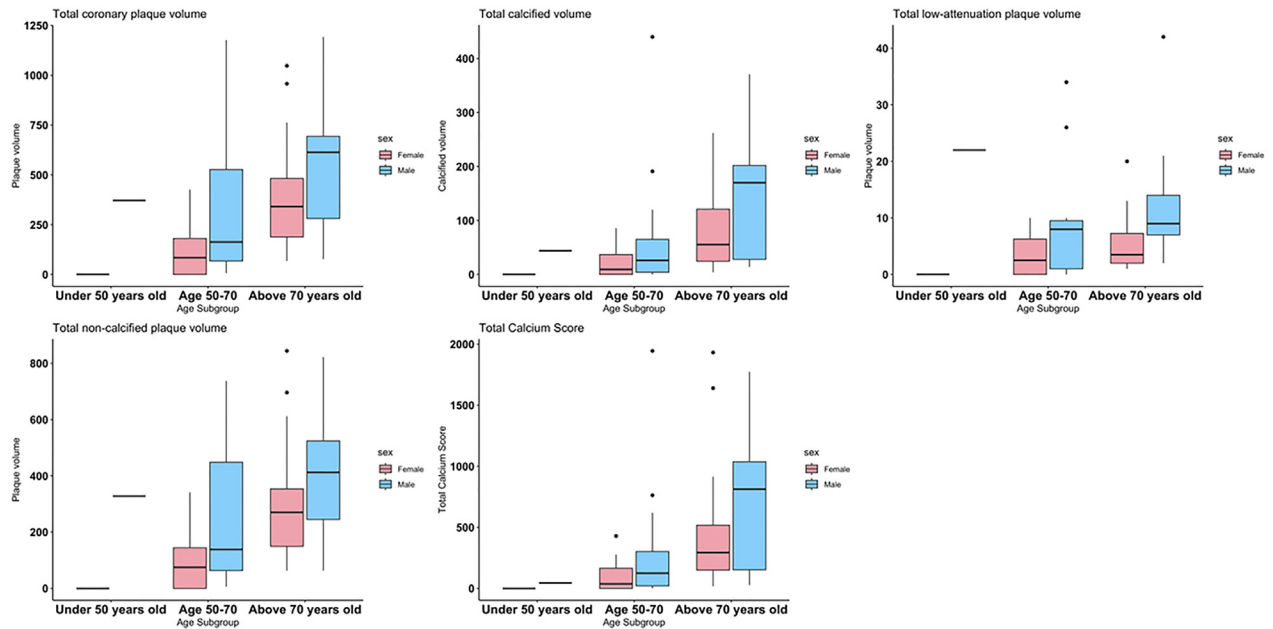 Total coronary plaque volume
1250
1000
750
500
250
0
Plaque volume
Under 50 years old Age 50-70 Above 70 years old
Age Subgroup
sex
Female
Male
Total calcified volume
400
300
200
100
0
Calcified volume
Under 50 years old Age 50-70 Above 70 years old
Age Subgroup
sex
Female
Male
Total low-attenuation plaque volume
40
30
20
10
0
Plaque volume
Under 50 years old Age 50-70 Above 70 years old
Age Subgroup
sex
Female
Male
Total non-calcified plaque volume
800
600
400
200
0
Plaque volume
Under 50 years old Age 50-70 Above 70 years old
Age Subgroup
sex
Female
Male
Total Calcium Score
2000
1500
1000
500
0
Total Calcium Score
Under 50 years old Age 50-70 Above 70 years old
Age Subgroup
sex
Female
Male